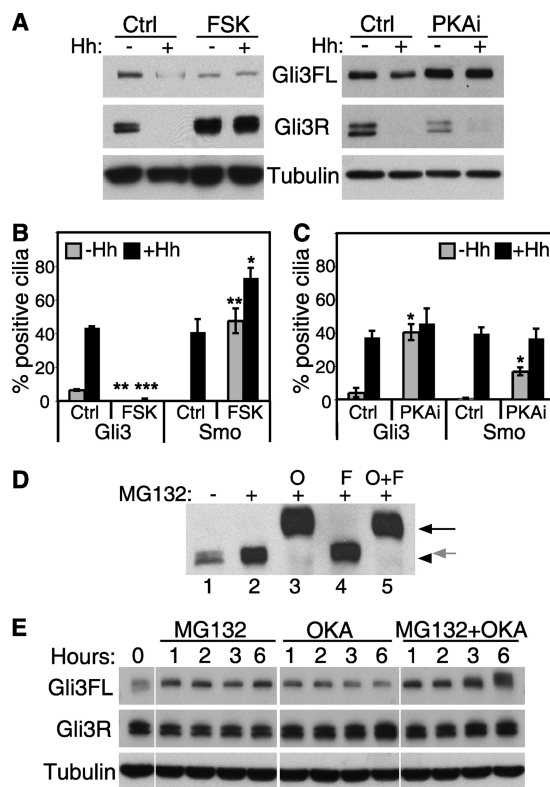 A
Ctrl FSK Ctrl PKAi
Hh: - + - + Hh: - + - +
Gli3FL
Gli3R
Tubulin
B
-Hh +Hh
% positive cilia
80
60
40
20
0
** *** ** *
Ctrl FSK Ctrl FSK
Gli3 Smo
C
-Hh +Hh
% positive cilia
80
60
40
20
0
* *
Ctrl PKAi Ctrl PKAi
Gli3 Smo
D
O F O+F
MG132: - + + + +
1 2 3 4 5
E
MG132 OKA MG132+OKA
Hours: 0 1 2 3 6 1 2 3 6 1 2 3 6
Gli3FL
Gli3R
Tubulin